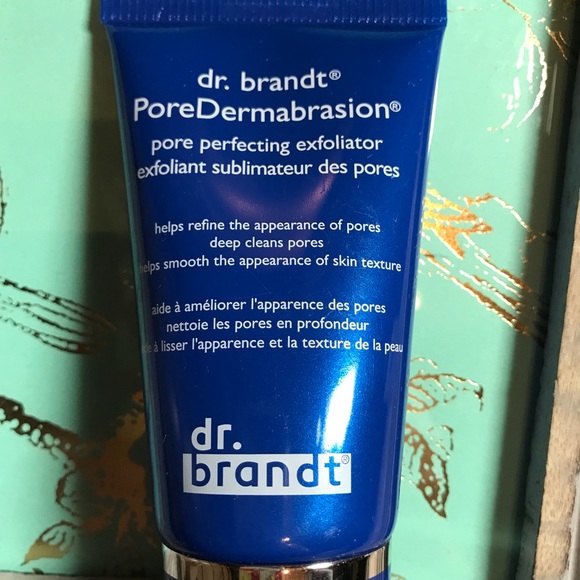 dr. brandt®
PoreDermabrasion®
pore perfecting exfoliator
exfoliant sublimateur des pores
helps refine the appearance of pores
deep cleans pores
helps smooth the appearance of skin texture
aide à améliorer l'apparence des pores
nettoie les pores en profondeur
à lisser l'apparence et la texture de la peau
dr.
brandt®